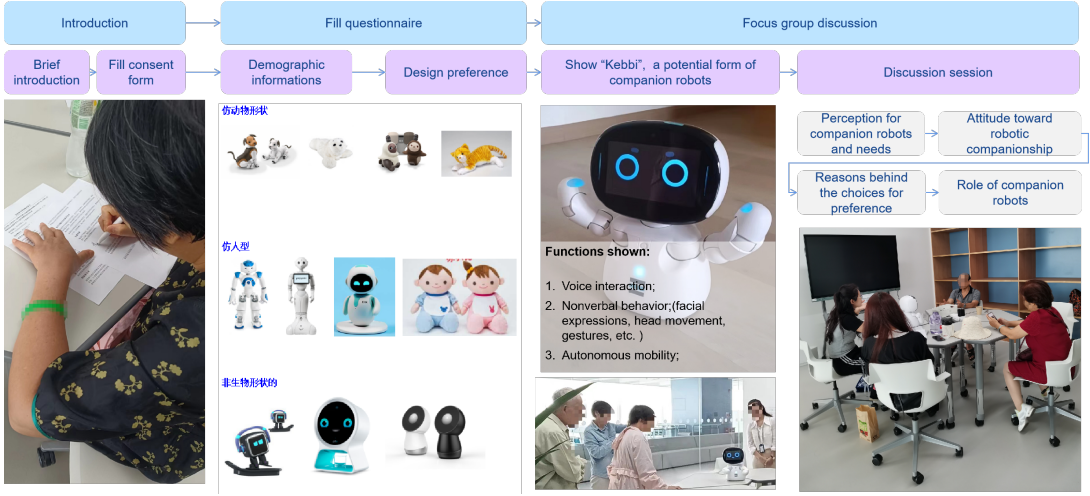 Introduction
Fill questionnaire
Focus group discussion
Brief
introduction
Fill consent
form
Demographic
informations
Design preference
Show “Kebbi”, a potential form of
companion robots
Discussion session
仿动物形状
仿人型
非生物形状的
Functions shown:
1. Voice interaction;
2. Nonverbal behavior;(facial
expressions, head movement,
gestures, etc. )
3. Autonomous mobility;
Perception for
companion robots
and needs
Attitude toward
robotic
companionship
Reasons behind
the choices for
preference
Role of companion
robots